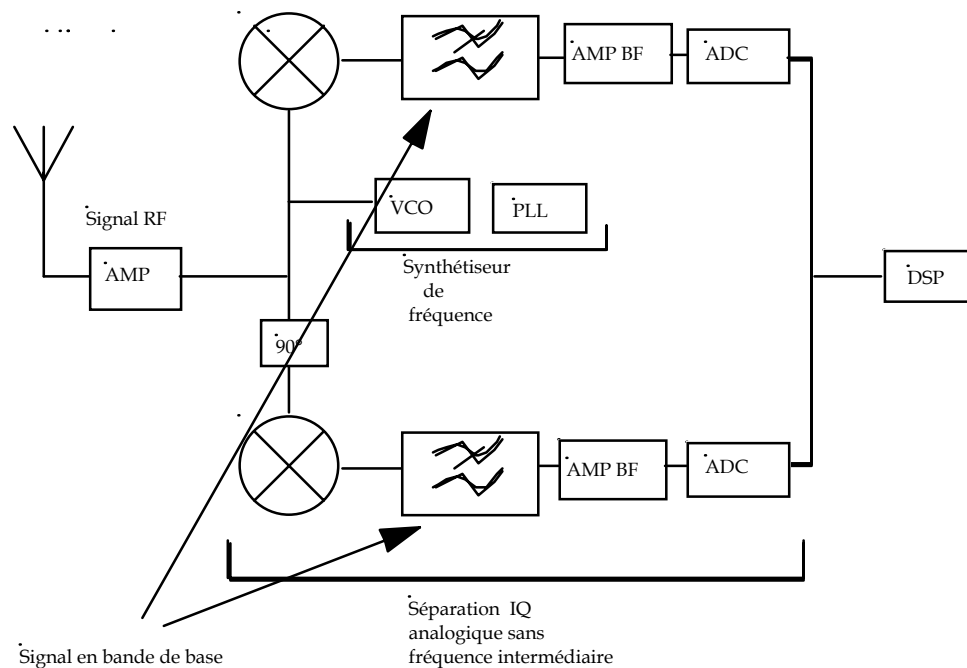 AMP BF
ADC
Signal RF
VCO
PLL
AMP
Synthétiseur
de
fréquence
DSP
90°
AMP BF
ADC
Séparation IQ
analogique sans
fréquence intermédiaire
Signal en bande de base